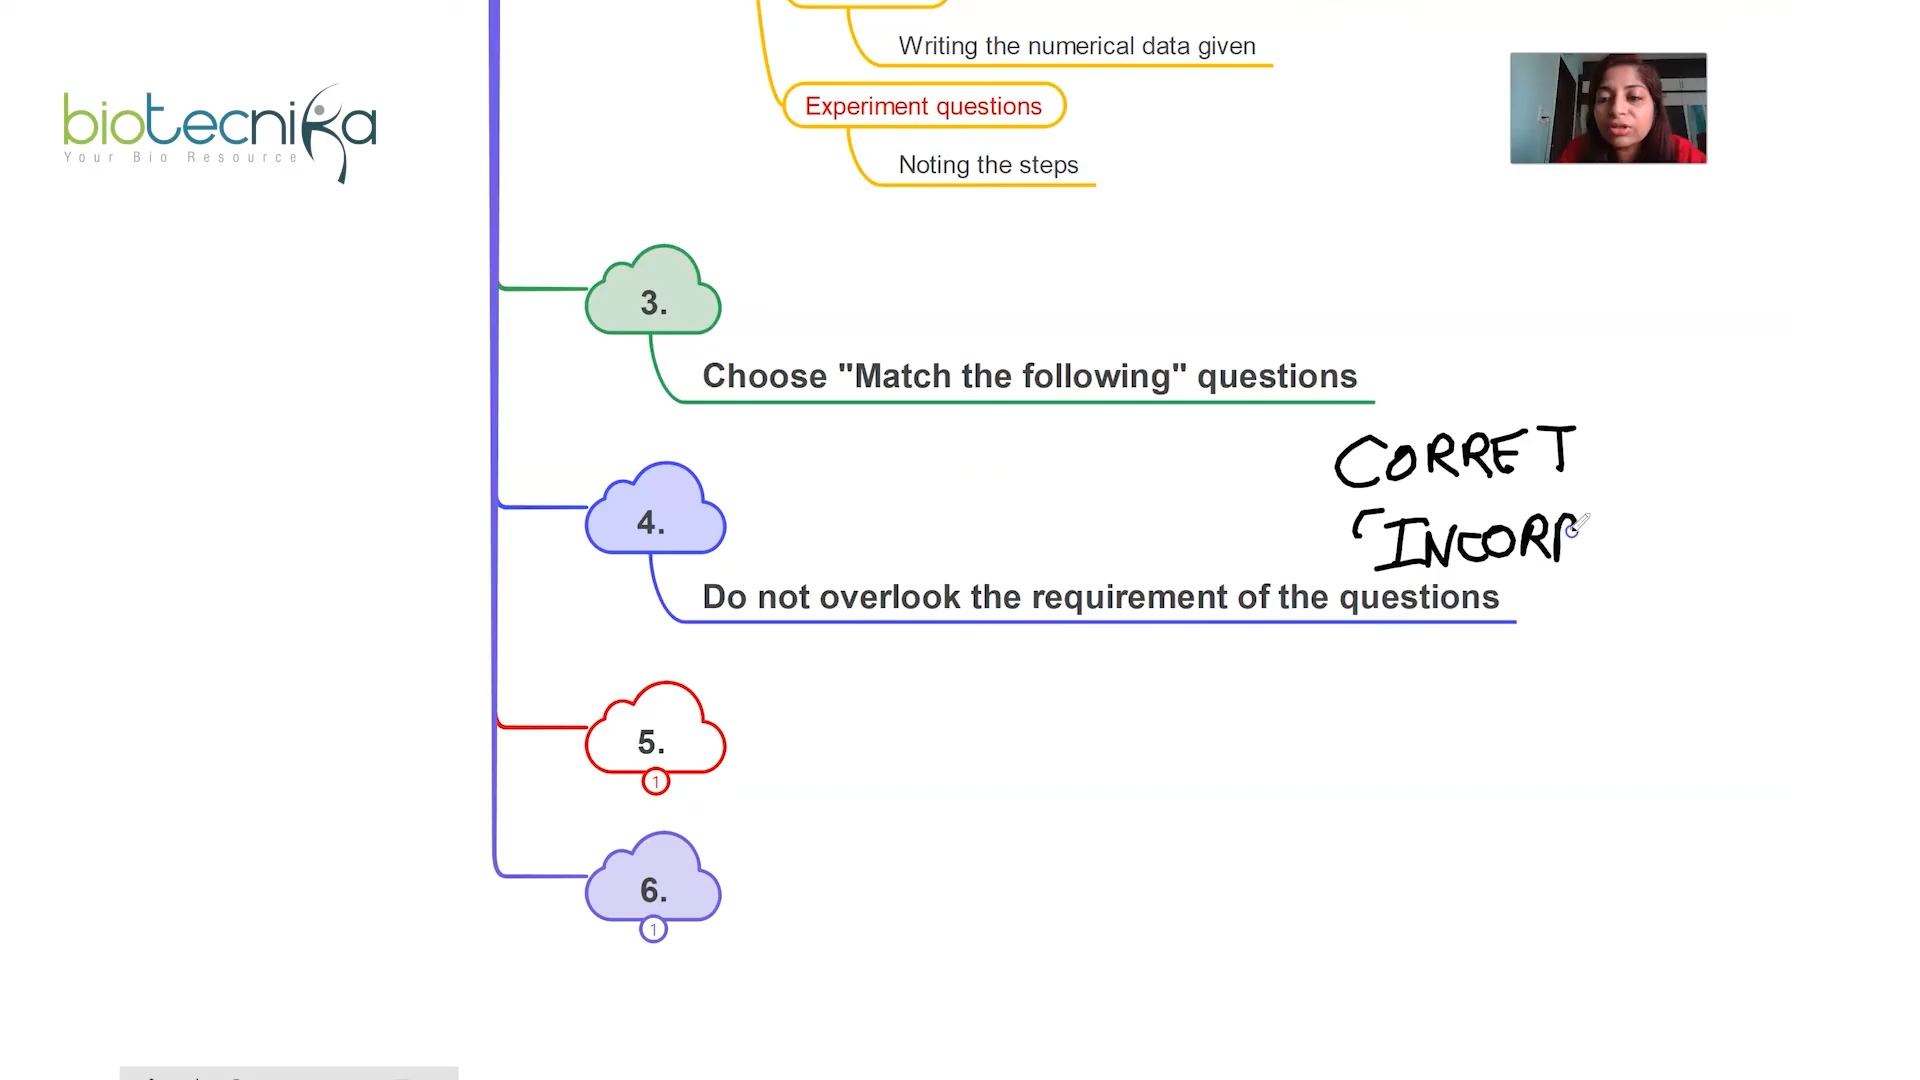 Writing the numerical data given
biotecnika
Your Bio Resource
Experiment questions
Noting the steps
3.
Choose "Match the following" questions
CORRET
INCORR
4.
Do not overlook the requirement of the questions
5.
1
6.
1